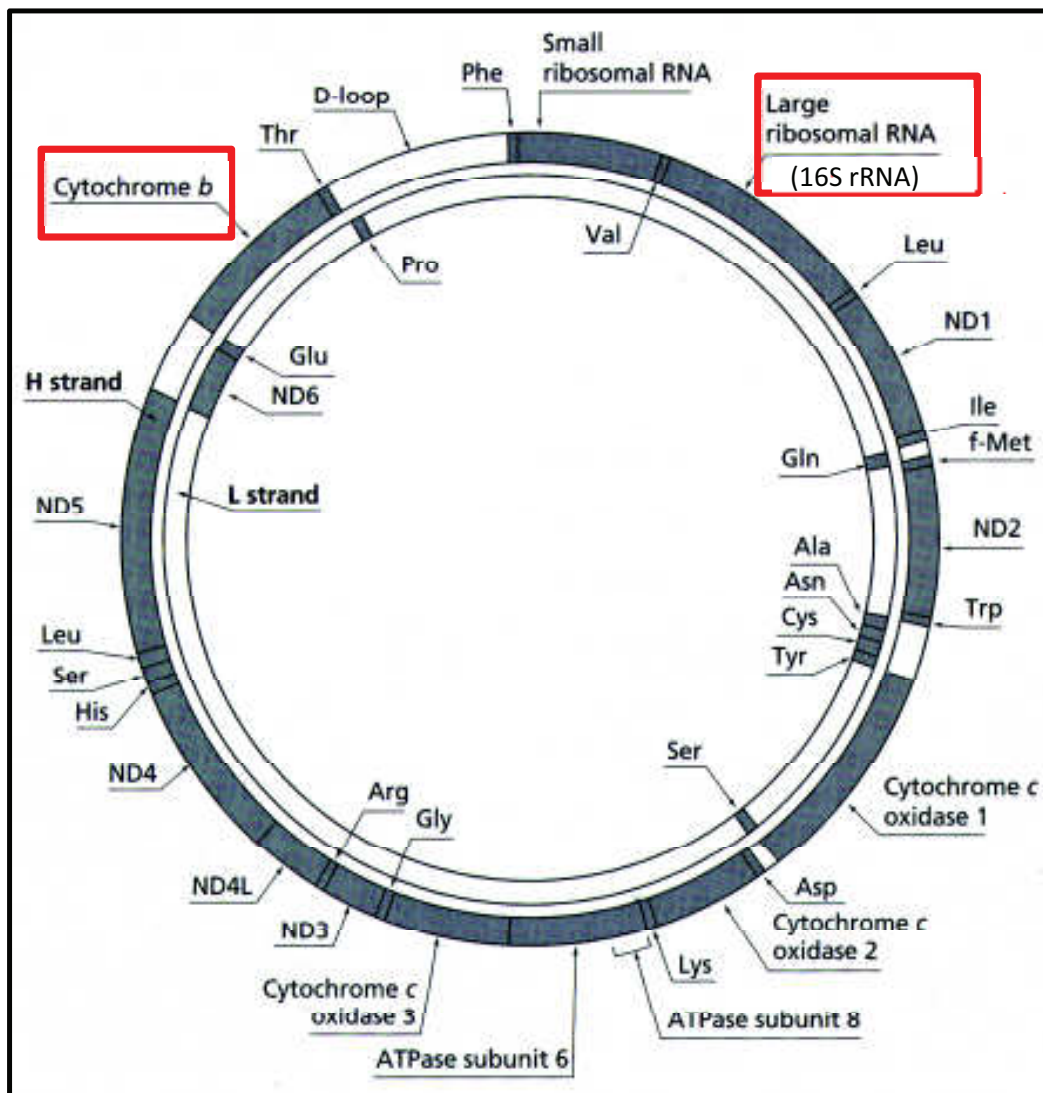 Small
ribosomal RNA
Phe
D-loop
Thr
Large
ribosomal RNA
(16S rRNA)
Cytochrome b
Val
Pro
Leu
ND1
Glu
ND6
H strand
Ile
f-Met
Gln
L strand
ND5
ND2
Ala
Asn
Cys
Tyr
Trp
Leu
Ser
His
Ser
ND4
Arg
Gly
Cytochrome c
oxidase 1
ND4L
Asp
ND3
Cytochrome c
oxidase 2
Lys
Cytochrome c
oxidase 3
ATPase subunit 8
ATPase subunit 6